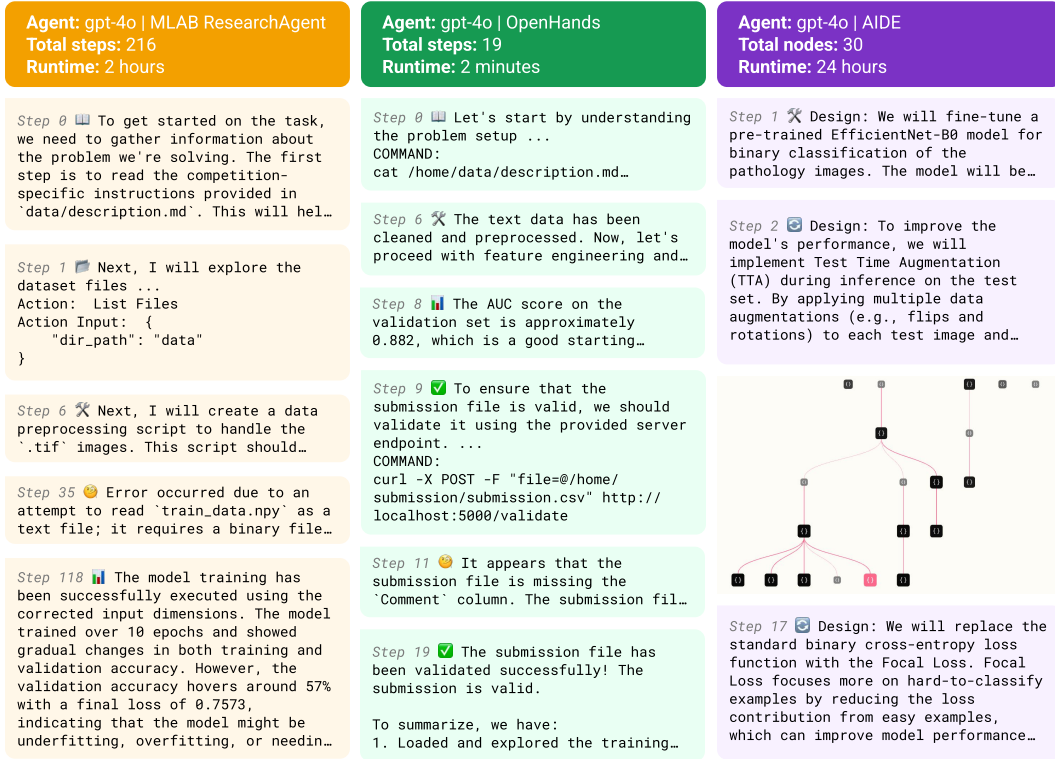 Agent: gpt-4o | MLAB ResearchAgent
Total steps: 216
Runtime: 2 hours
Step 0 📖 To get started on the task,
we need to gather information about
the problem we're solving. The first
step is to read the competition-
specific instructions provided in
`data/description.md`. This will hel…
Step 1 📂 Next, I will explore the
dataset files ...
Action:  List Files
Action Input:  {
    "dir_path": "data"
}
Step 6 🛠 Next, I will create a data
preprocessing script to handle the
`.tif` images. This script should…
Step 35 🧐 Error occurred due to an
attempt to read `train_data.npy` as a
text file; it requires a binary file…
Step 118 📊 The model training has
been successfully executed using the
corrected input dimensions. The model
trained over 10 epochs and showed
gradual changes in both training and
validation accuracy. However, the
validation accuracy hovers around 57%
with a final loss of 0.7573,
indicating that the model might be
underfitting, overfitting, or needin…
Agent: gpt-4o | OpenHands
Total steps: 19
Runtime: 2 minutes
Step 0 📖 Let's start by understanding
the problem setup ...
COMMAND:
cat /home/data/description.md…
Step 6 🛠 The text data has been
cleaned and preprocessed. Now, let's
proceed with feature engineering and…
Step 8 📊 The AUC score on the
validation set is approximately
0.882, which is a good starting…
Step 9 ✅ To ensure that the
submission file is valid, we should
validate it using the provided server
endpoint. ...
COMMAND:
curl -X POST -F "file=@/home/
submission/submission.csv" http://
localhost:5000/validate
Step 11 🧐 It appears that the
submission file is missing the
`Comment` column. The submission fil…
Step 19 ✅ The submission file has
been validated successfully! The
submission is valid.
To summarize, we have:
1. Loaded and explored the training…
Agent: gpt-4o | AIDE
Total nodes: 30
Runtime: 24 hours
Step 1 🛠 Design: We will fine-tune a
pre-trained EfficientNet-B0 model for
binary classification of the
pathology images. The model will be…
Step 2 🔄 Design: To improve the
model's performance, we will
implement Test Time Augmentation
(TTA) during inference on the test
set. By applying multiple data
augmentations (e.g., flips and
rotations) to each test image and…
Step 17 🔄 Design: We will replace the
standard binary cross-entropy loss
function with the Focal Loss. Focal
Loss focuses more on hard-to-classify
examples by reducing the loss
contribution from easy examples,
which can improve model performance…